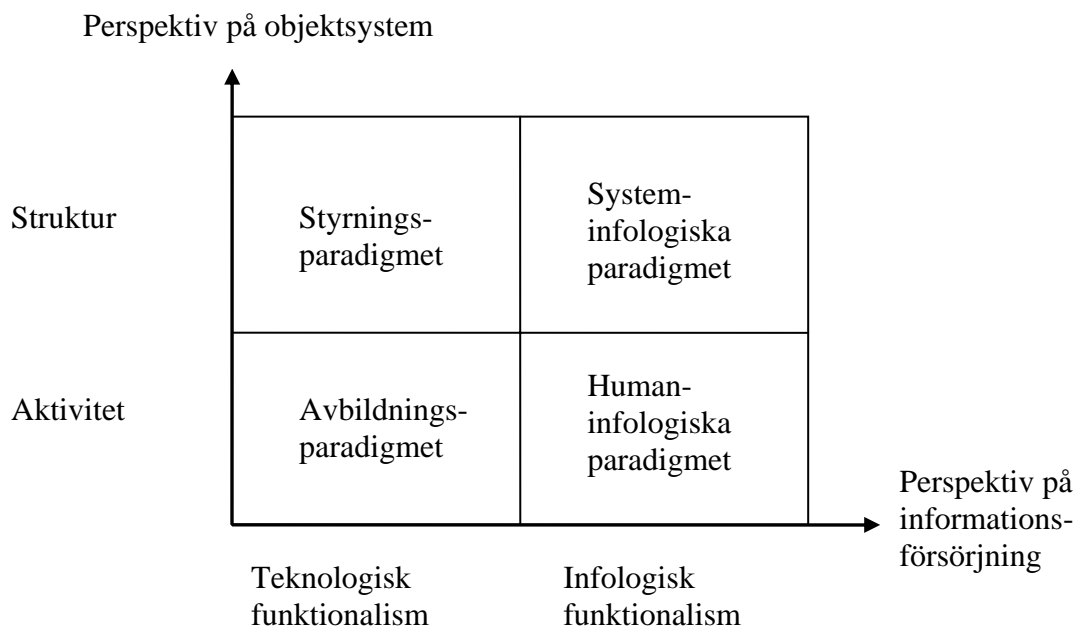 Perspektiv på objektsystem
Struktur
Styrnings-
paradigmet
System-
infologiska
paradigmet
Aktivitet
Avbildnings-
paradigmet
Human-
infologiska
paradigmet
Perspektiv på
informations-
försörjning
Teknologisk
funktionalism
Infologisk
funktionalism